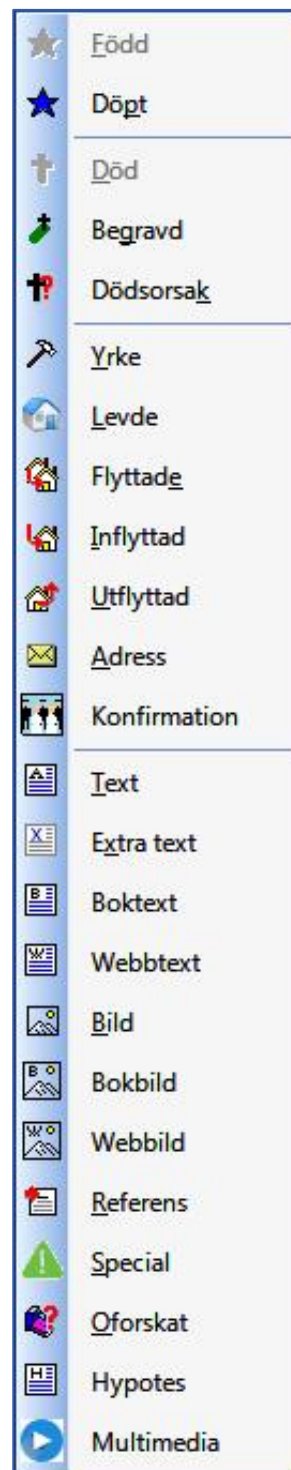 Född
Döpt
Död
Begravd
Dödsorsak
Yrke
Levde
Flyttade
Inflyttad
Utflyttad
Adress
Konfirmation
Text
Extra text
Boktext
Webbtext
Bild
Bokbild
Webbild
Referens
Special
Oforskat
Hypotes
Multimedia